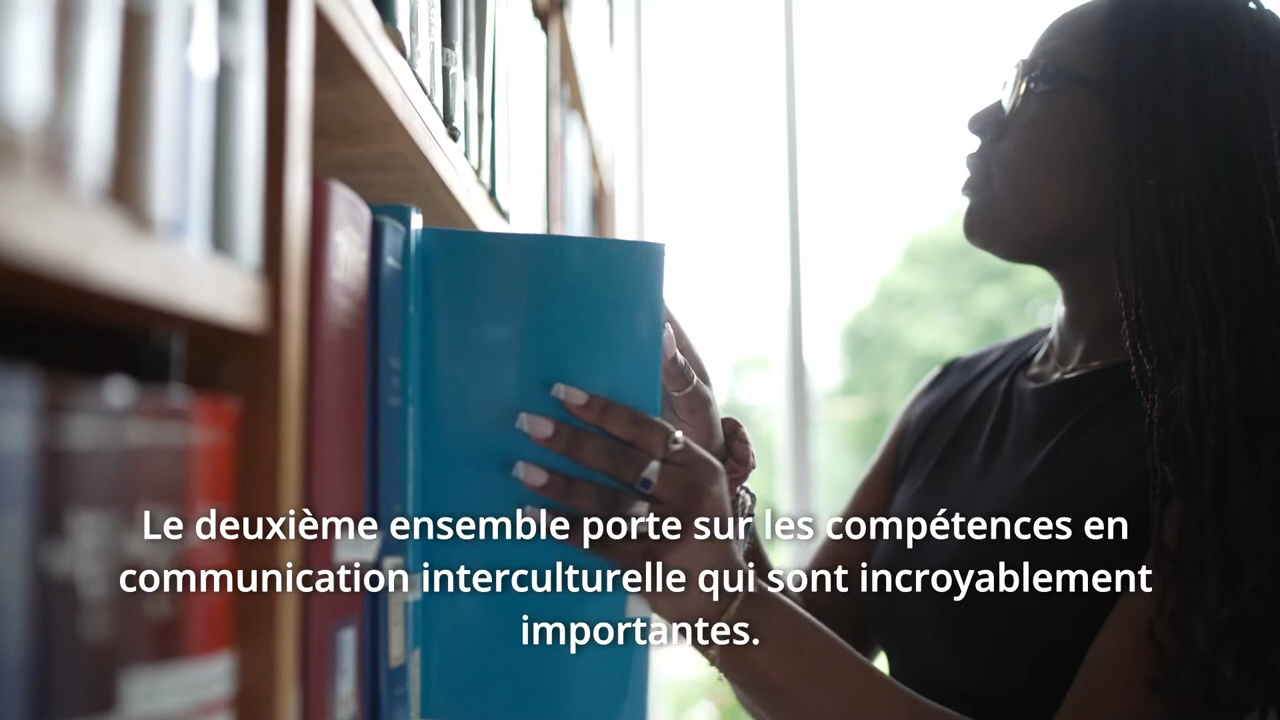 Le deuxième ensemble porte sur les compétences en
communication interculturelle qui sont incroyablement
importantes.